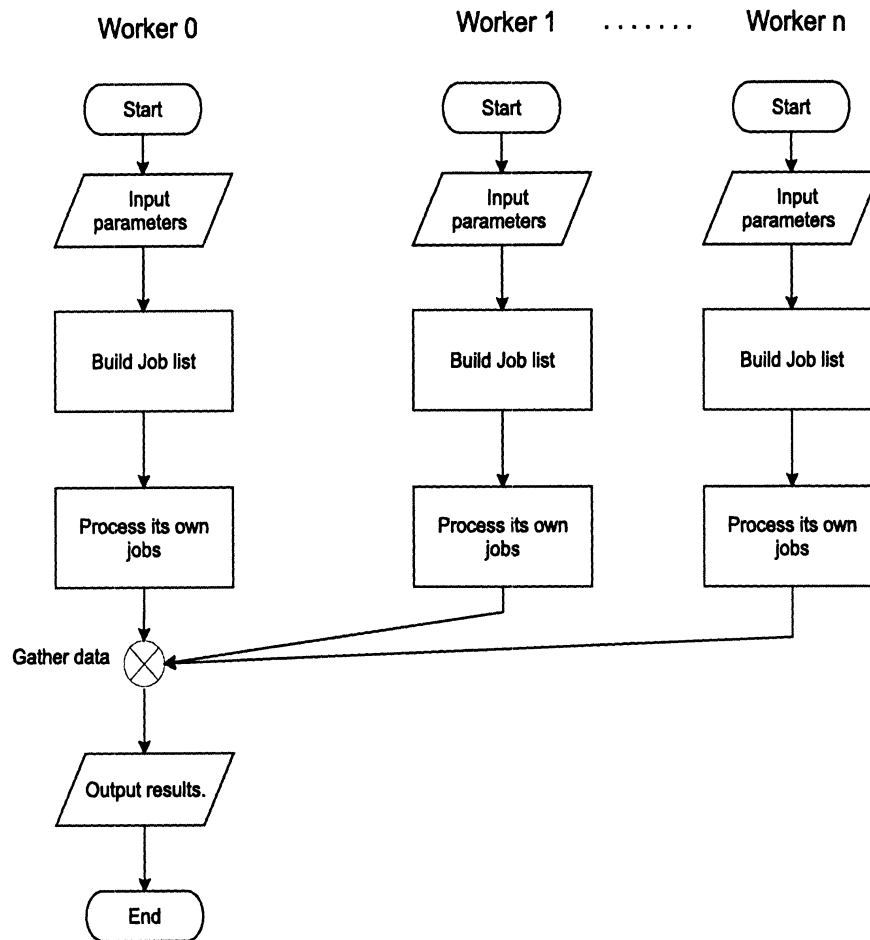 Worker 0
Worker 1
. . . . . . .
Worker n
Start
Start
Start
Input
parameters
Input
parameters
Input
parameters
Build Job list
Build Job list
Build Job list
Process its own
jobs
Process its own
jobs
Process its own
jobs
Gather data
Output results.
End